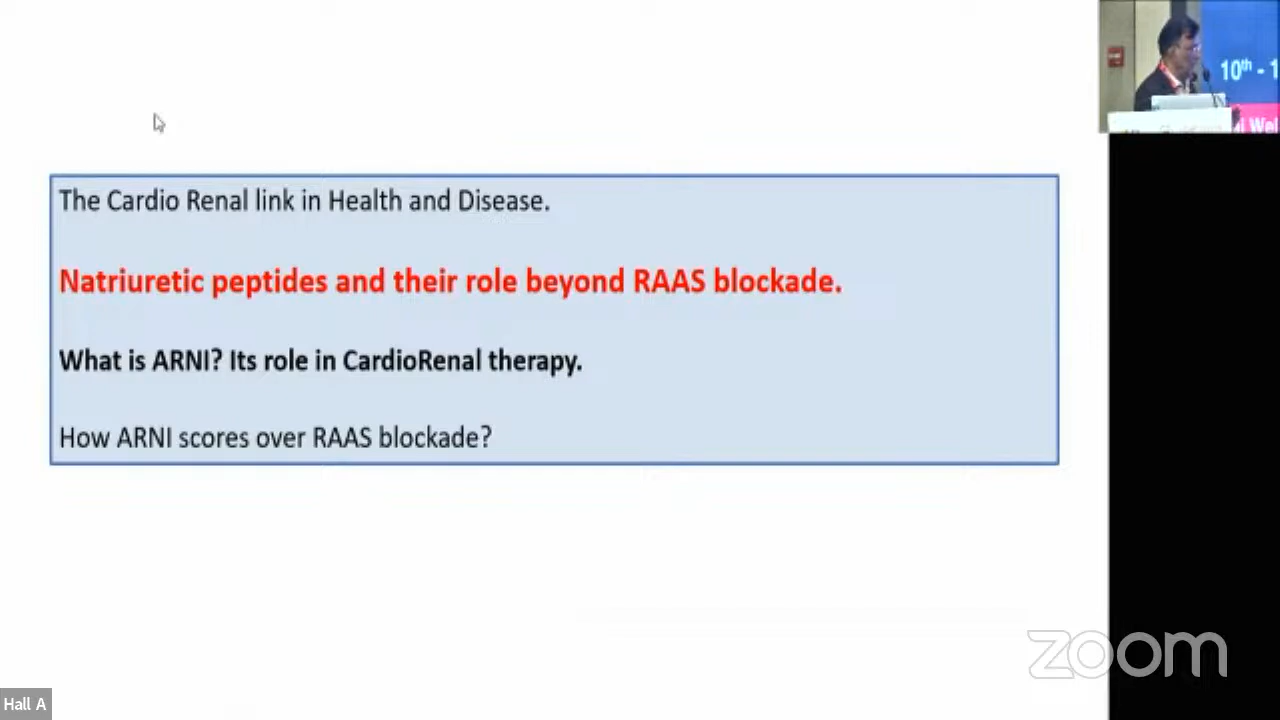 The Cardio Renal link in Health and Disease.
Natriuretic peptides and their role beyond RAAS blockade.
What is ARNI? Its role in CardioRenal therapy.
How ARNI scores over RAAS blockade?
10th - 1
zoom
Hall A